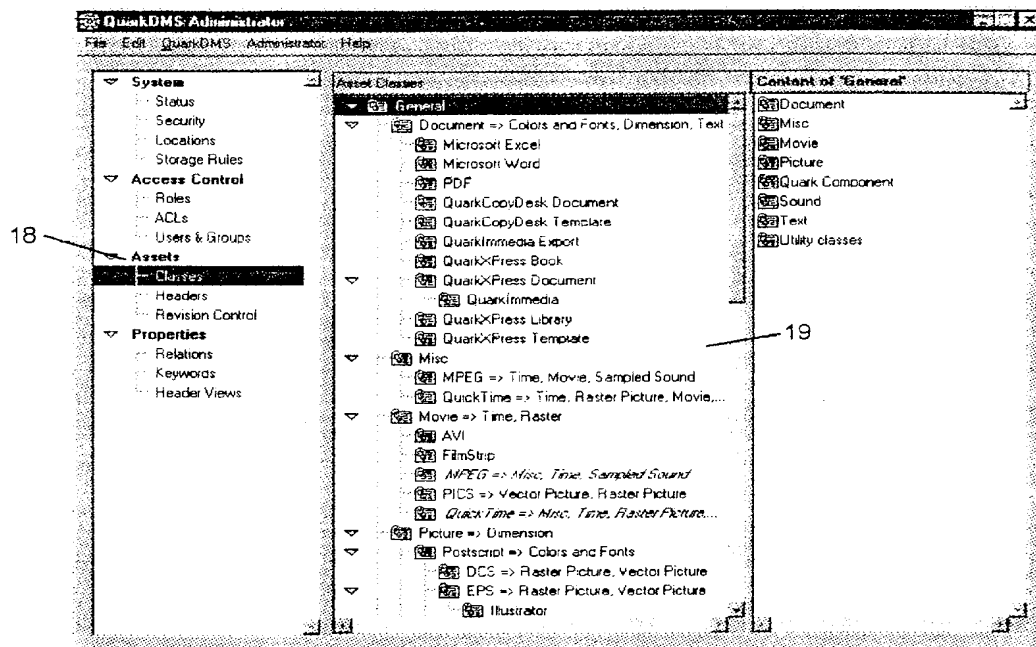 QuarkDMS Administrator
File Edit QuarkDMS Administrator Help
System
Status
Security
Locations
Storage Rules
Access Control
Roles
ACLs
Users & Groups
18
Assets
Classes
Headers
Revision Control
Properties
Relations
Keywords
Header Views
Asset Classes
General
Document => Colors and Fonts, Dimension, Text
Microsoft Excel
Microsoft Word
PDF
QuarkCopyDesk Document
QuarkCopyDesk Template
QuarkImmedia Export
QuarkXPress Book
QuarkXPress Document
QuarkImmedia
QuarkXPress Library
QuarkXPress Template
19
Misc
MPEG => Time, Movie, Sampled Sound
QuickTime => Time, Raster Picture, Movie,...
Movie => Time, Raster
AVI
FilmStrip
MPEG => Misc, Time, Sampled Sound
PICS => Vector Picture, Raster Picture
QuickTime => Misc, Time, Raster Picture,...
Picture => Dimension
Postscript => Colors and Fonts
DCS => Raster Picture, Vector Picture
EPS => Raster Picture, Vector Picture
Illustrator
Content of "General"
Document
Misc
Movie
Picture
Quark Component
Sound
Text
Utility classes